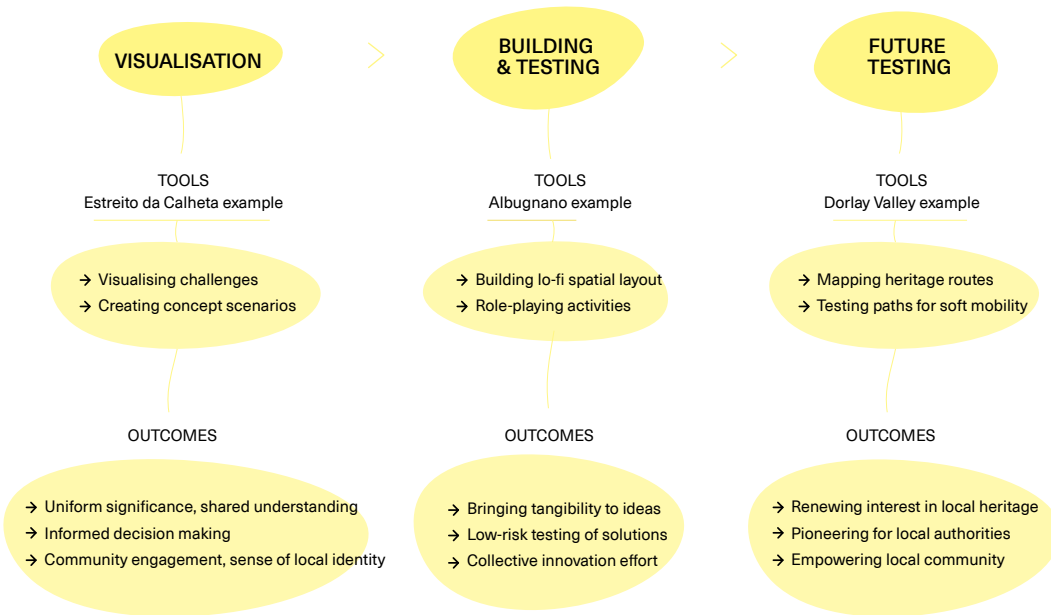 VISUALISATION
TOOLS
Estreito da Calheta example
→ Visualising challenges
→ Creating concept scenarios
OUTCOMES
→ Uniform significance, shared understanding
→ Informed decision making
→ Community engagement, sense of local identity
BUILDING
& TESTING
TOOLS
Albugnano example
→ Building lo-fi spatial layout
→ Role-playing activities
OUTCOMES
→ Bringing tangibility to ideas
→ Low-risk testing of solutions
→ Collective innovation effort
FUTURE
TESTING
TOOLS
Dorlay Valley example
→ Mapping heritage routes
→ Testing paths for soft mobility
OUTCOMES
→ Renewing interest in local heritage
→ Pioneering for local authorities
→ Empowering local community